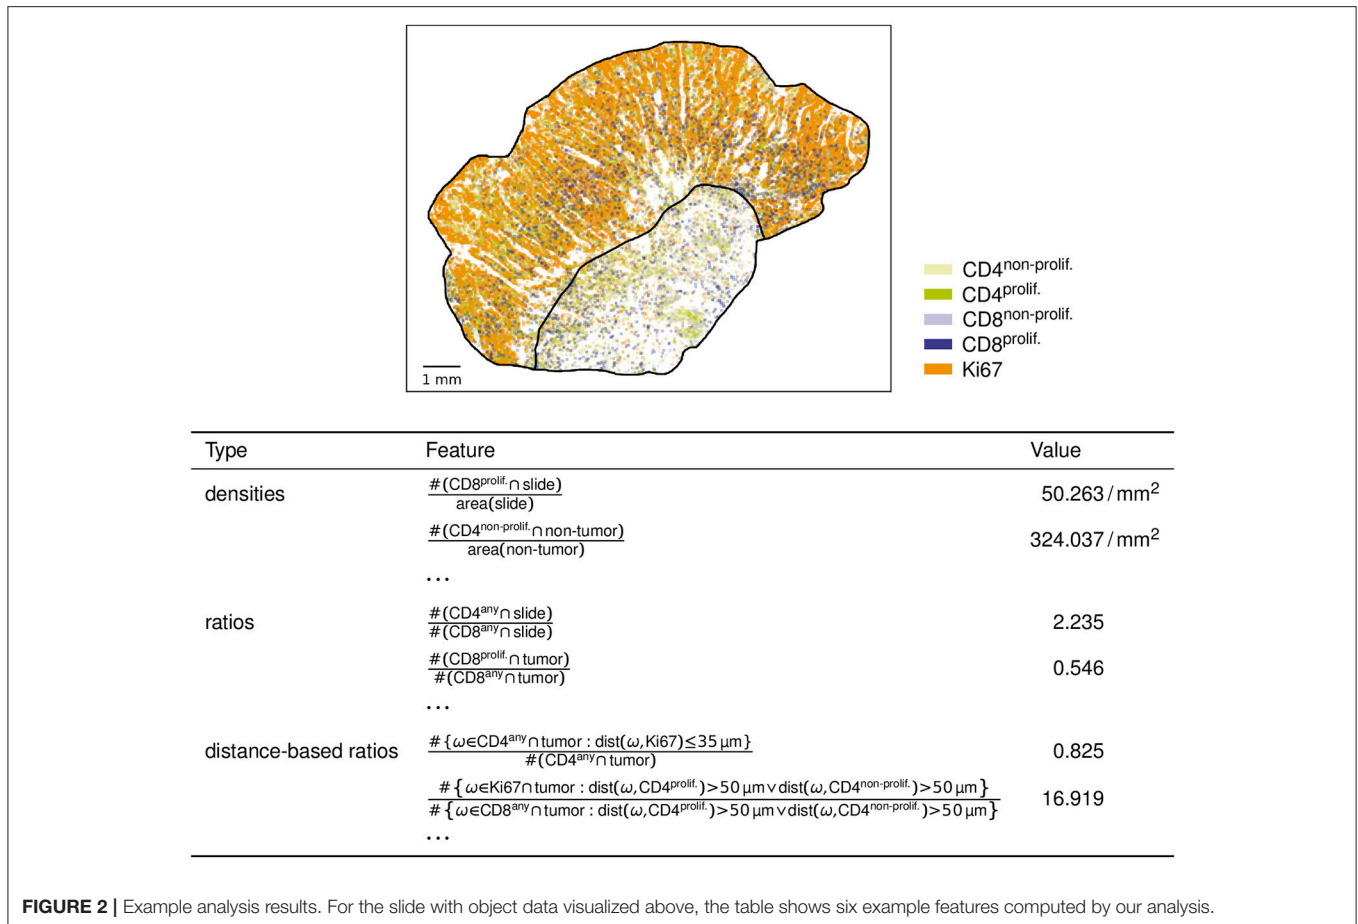 1 mm
CD4non-prolif.
CD4prolif.
CD8non-prolif.
CD8prolif.
Ki67
Type Feature Value
densities #(CD8prolif.∩slide) / area(slide) 50.263/mm2
#(CD4non-prolif.∩non-tumor) / area(non-tumor) 324.037/mm2
...
ratios #(CD4any∩slide) / #(CD8any∩slide) 2.235
#(CD8prolif.∩tumor) / #(CD8any∩tumor) 0.546
...
distance-based ratios #{ω∈CD4any∩tumor : dist(ω,Ki67)≤35 μm} / #(CD4any∩tumor) 0.825
#{ω∈Ki67∩tumor : dist(ω,CD4prolif.)>50 μm∨dist(ω,CD4non-prolif.)>50 μm} / #{ω∈CD8any∩tumor : dist(ω,CD4prolif.)>50 μm∨dist(ω,CD4non-prolif.)>50 μm} 16.919
...
FIGURE 2 | Example analysis results. For the slide with object data visualized above, the table shows six example features computed by our analysis.